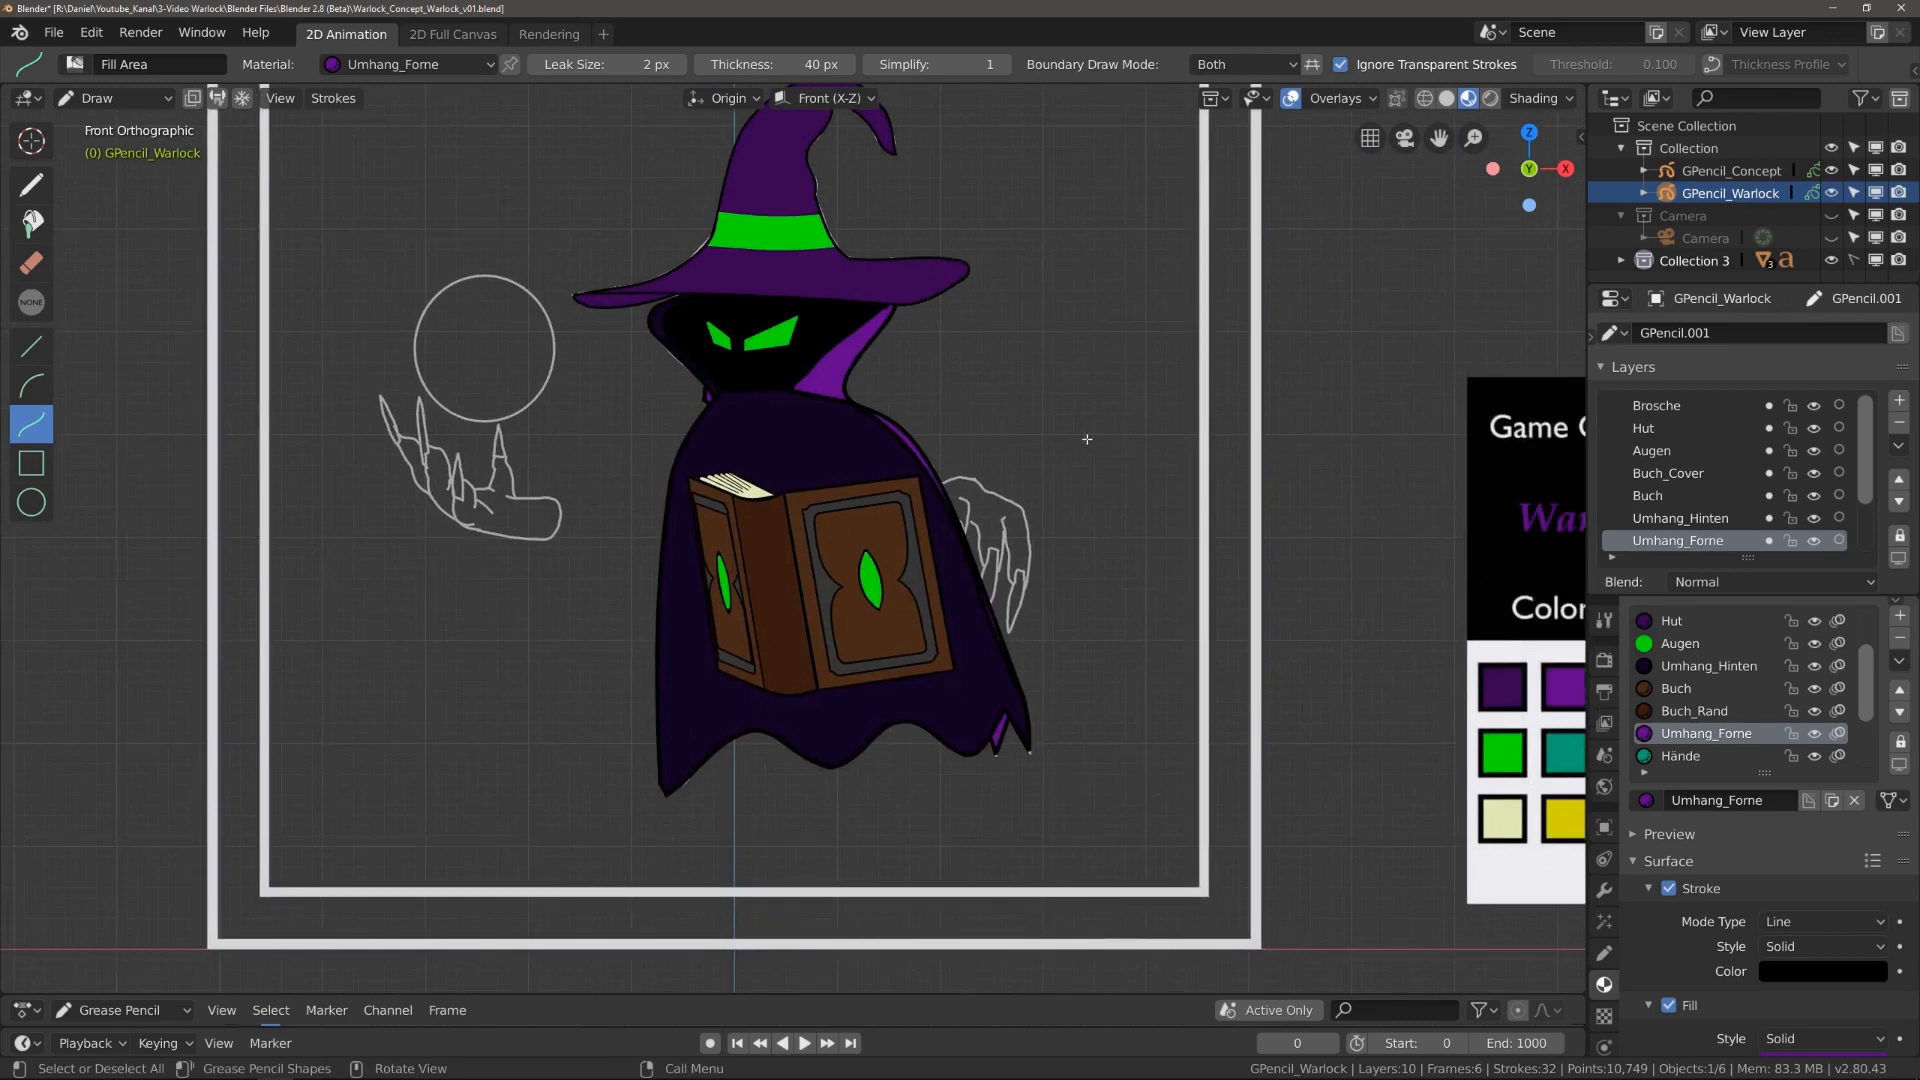 Blender* [R:\Daniel\Youtube_Kanal\3-Video Warlock\Blender Files\Blender 2.8 (Beta)\Warlock_Concept_Warlock_v01.blend]
File Edit Render Window Help 2D Animation 2D Full Canvas Rendering + Scene View Layer
Fill Area Material: Umhang_Forne Leak Size: 2 px Thickness: 40 px Simplify: 1 Boundary Draw Mode: Both Ignore Transparent Strokes Threshold: 0.100 Thickness Profile
Draw View Strokes Origin Front (X-Z) Overlays Shading
Front Orthographic
(0) GPencil_Warlock
NONE
Z
Y
X
Game
War
Color
Scene Collection
Collection
GPencil_Concept
GPencil_Warlock
Camera
Camera
Collection 3 3 a
GPencil_Warlock GPencil.001
GPencil.001
Layers
Brosche
Hut
Augen
Buch_Cover
Buch
Umhang_Hinten
Umhang_Forne
Blend: Normal
Hut
Augen
Umhang_Hinten
Buch
Buch_Rand
Umhang_Forne
Hände
Umhang_Forne
Preview
Surface
Stroke
Mode Type Line
Style Solid
Color
Fill
Style Solid
Grease Pencil View Select Marker Channel Frame Active Only
Playback Keying View Marker 0 Start: 0 End: 1000
Select or Deselect All Grease Pencil Shapes Rotate View Call Menu GPencil_Warlock | Layers:10 | Frames:6 | Strokes:32 | Points:10,749 | Objects:1/6 | Mem: 83.3 MB | v2.80.43